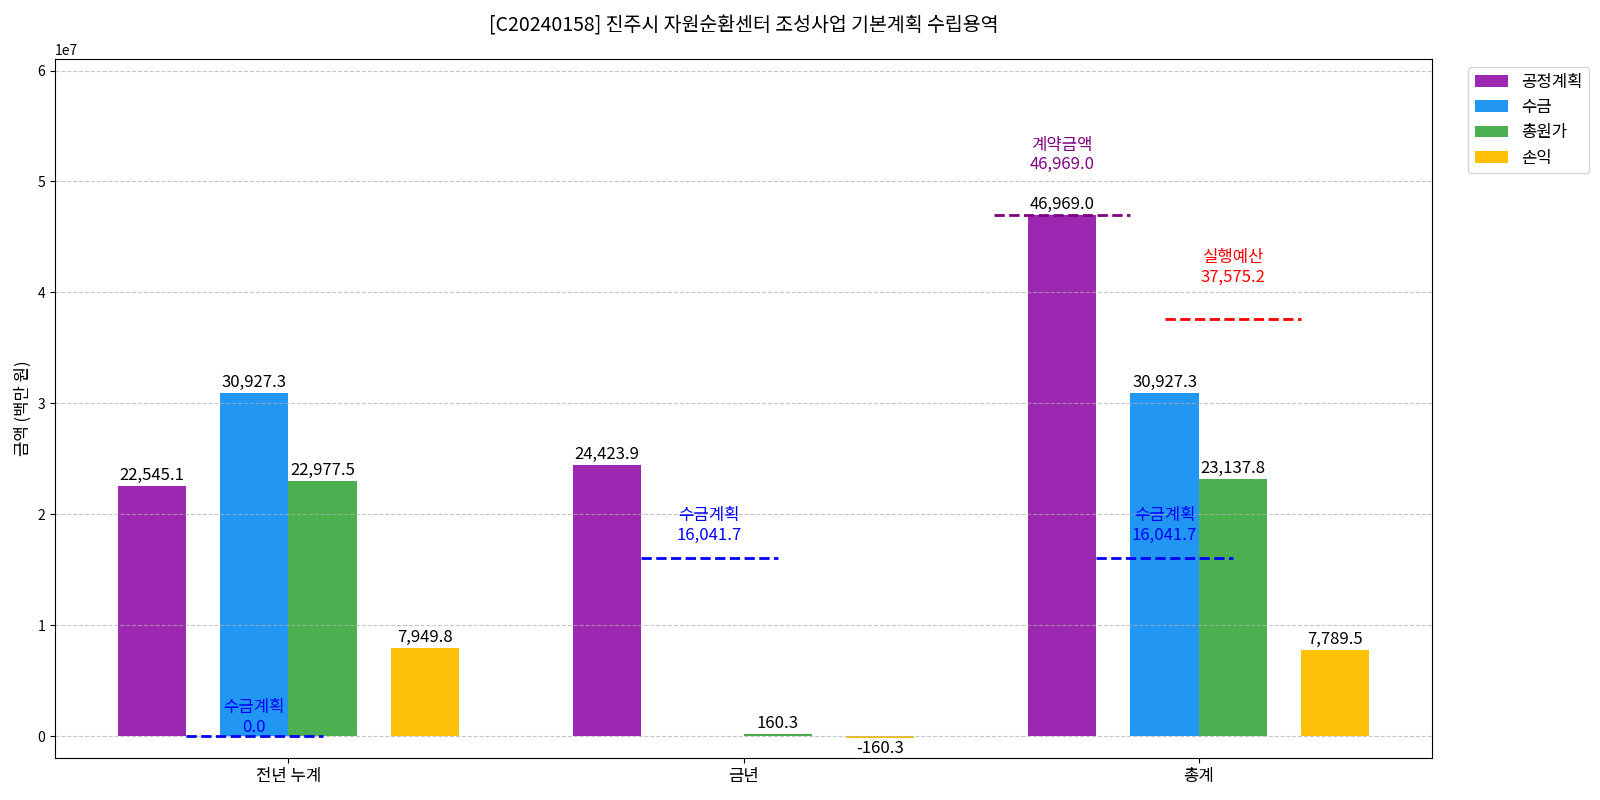 [C20240158] 진주시 자원순환센터 조성사업 기본계획 수립용역
1e7
6
5
4
3
2
1
0
금액 (백만 원)
공정계획
수금
총원가
손익
계약금액
46,969.0
46,969.0
실행예산
37,575.2
30,927.3
22,545.1
22,977.5
7,949.8
수금계획
0.0
24,423.9
수금계획
16,041.7
160.3
-160.3
30,927.3
23,137.8
수금계획
16,041.7
7,789.5
전년 누계
금년
총계